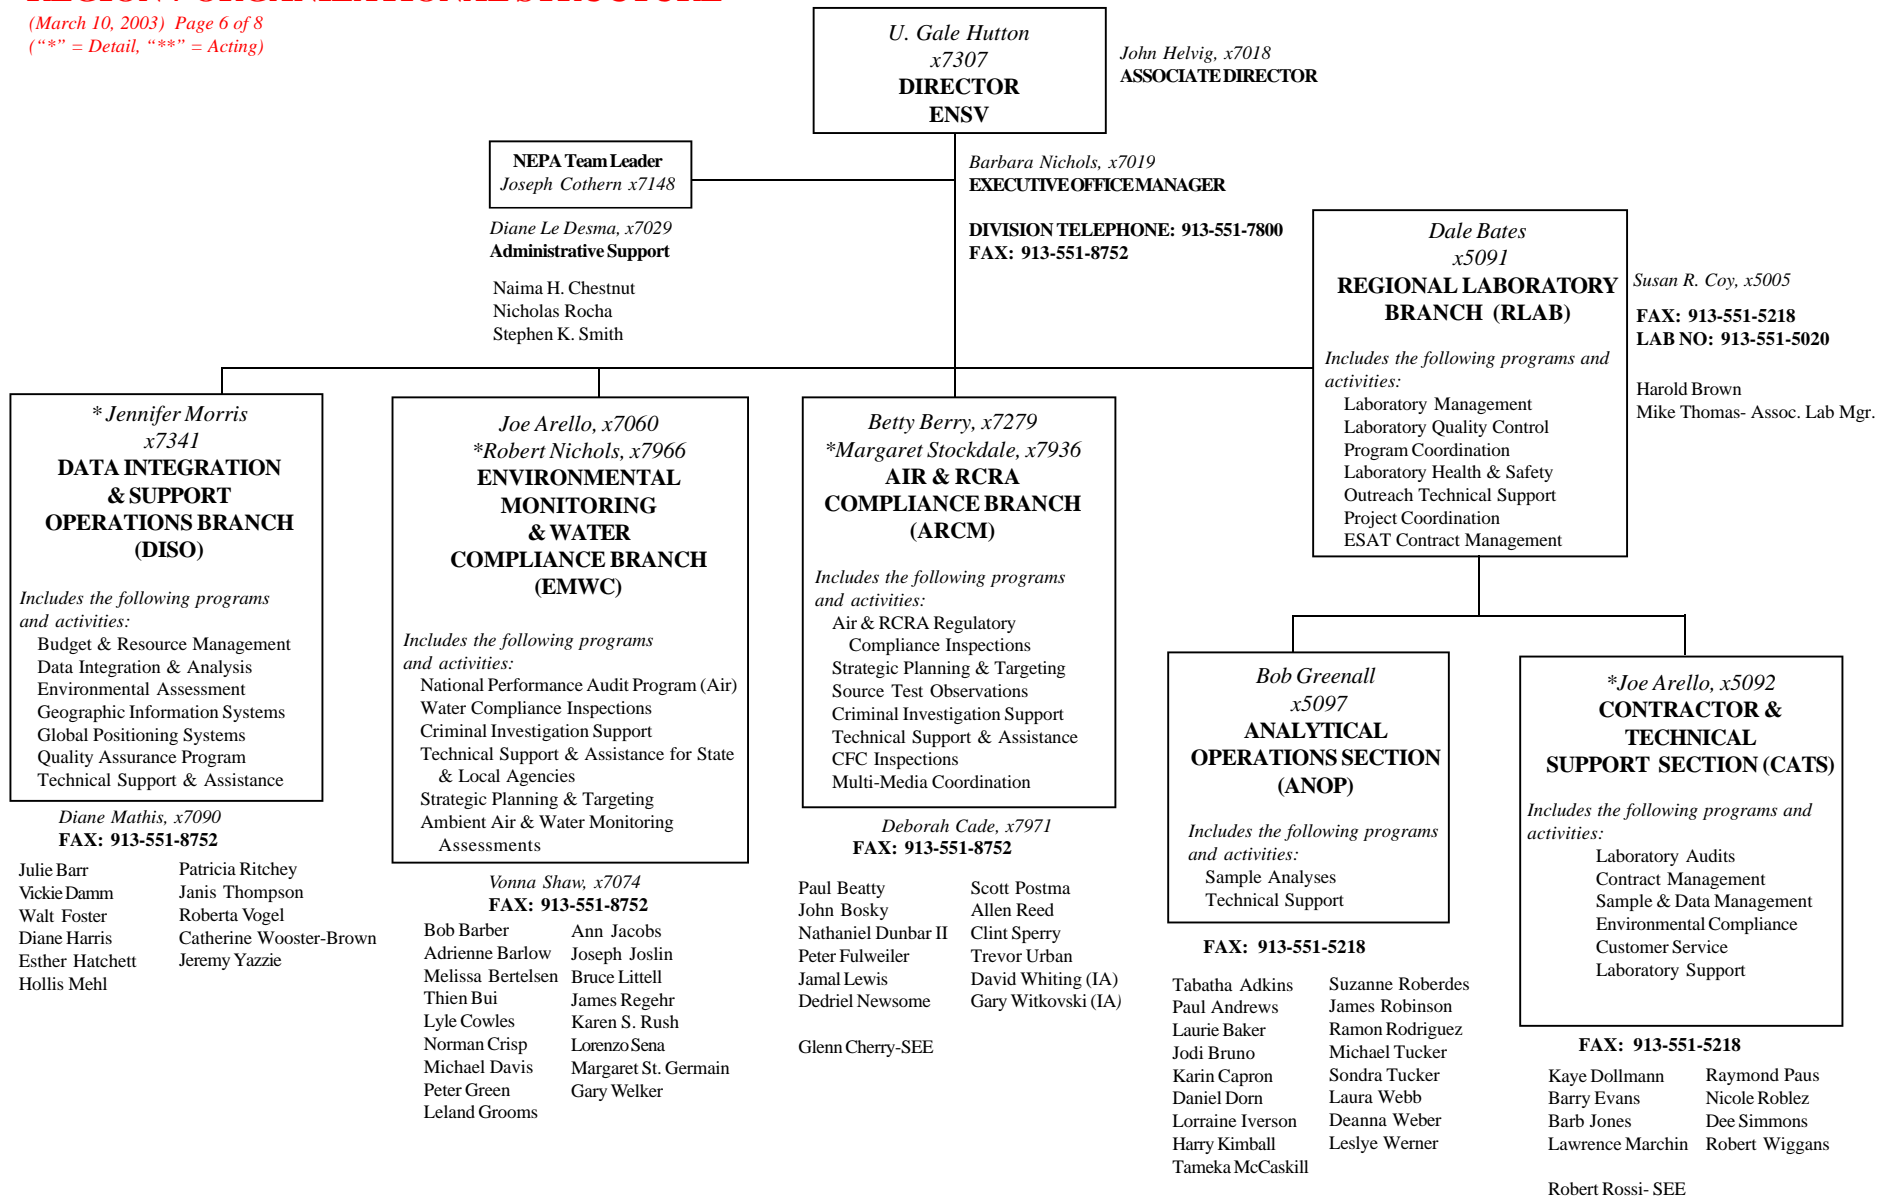 (March 10, 2003) Page 6 of 8
("*" = Detail, "**" = Acting)
U. Gale Hutton
x7307
DIRECTOR
ENSV
John Helvig, x7018
ASSOCIATE DIRECTOR
NEPA Team Leader
Joseph Cothern x7148
Diane Le Desma, x7029
Administrative Support
Naima H. Chestnut
Nicholas Rocha
Stephen K. Smith
Barbara Nichols, x7019
EXECUTIVE OFFICE MANAGER
DIVISION TELEPHONE: 913-551-7800
FAX: 913-551-8752
Dale Bates
x5091
REGIONAL LABORATORY
BRANCH (RLAB)
Includes the following programs and
activities:
Laboratory Management
Laboratory Quality Control
Program Coordination
Laboratory Health & Safety
Outreach Technical Support
Project Coordination
ESAT Contract Management
Susan R. Coy, x5005
FAX: 913-551-5218
LAB NO: 913-551-5020
Harold Brown
Mike Thomas- Assoc. Lab Mgr.
* Jennifer Morris
x7341
DATA INTEGRATION
& SUPPORT
OPERATIONS BRANCH
(DISO)
Includes the following programs
and activities:
Budget & Resource Management
Data Integration & Analysis
Environmental Assessment
Geographic Information Systems
Global Positioning Systems
Quality Assurance Program
Technical Support & Assistance
Diane Mathis, x7090
FAX: 913-551-8752
Julie Barr
Vickie Damm
Walt Foster
Diane Harris
Esther Hatchett
Hollis Mehl
Patricia Ritchey
Janis Thompson
Roberta Vogel
Catherine Wooster-Brown
Jeremy Yazzie
Joe Arello, x7060
*Robert Nichols, x7966
ENVIRONMENTAL
MONITORING
& WATER
COMPLIANCE BRANCH
(EMWC)
Includes the following programs
and activities:
National Performance Audit Program (Air)
Water Compliance Inspections
Criminal Investigation Support
Technical Support & Assistance for State
& Local Agencies
Strategic Planning & Targeting
Ambient Air & Water Monitoring
Assessments
Vonna Shaw, x7074
FAX: 913-551-8752
Bob Barber
Adrienne Barlow
Melissa Bertelsen
Thien Bui
Lyle Cowles
Norman Crisp
Michael Davis
Peter Green
Leland Grooms
Ann Jacobs
Joseph Joslin
Bruce Littell
James Regehr
Karen S. Rush
Lorenzo Sena
Margaret St. Germain
Gary Welker
Betty Berry, x7279
*Margaret Stockdale, x7936
AIR & RCRA
COMPLIANCE BRANCH
(ARCM)
Includes the following programs
and activities:
Air & RCRA Regulatory
Compliance Inspections
Strategic Planning & Targeting
Source Test Observations
Criminal Investigation Support
Technical Support & Assistance
CFC Inspections
Multi-Media Coordination
Deborah Cade, x7971
FAX: 913-551-8752
Paul Beatty
John Bosky
Nathaniel Dunbar II
Peter Fulweiler
Jamal Lewis
Dedriel Newsome
Scott Postma
Allen Reed
Clint Sperry
Trevor Urban
David Whiting (IA)
Gary Witkovski (IA)
Glenn Cherry-SEE
Bob Greenall
x5097
ANALYTICAL
OPERATIONS SECTION
(ANOP)
Includes the following programs
and activities:
Sample Analyses
Technical Support
FAX: 913-551-5218
Tabatha Adkins
Paul Andrews
Laurie Baker
Jodi Bruno
Karin Capron
Daniel Dorn
Lorraine Iverson
Harry Kimball
Tameka McCaskill
Suzanne Roberdes
James Robinson
Ramon Rodriguez
Michael Tucker
Sondra Tucker
Laura Webb
Deanna Weber
Leslye Werner
*Joe Arello, x5092
CONTRACTOR &
TECHNICAL
SUPPORT SECTION (CATS)
Includes the following programs and
activities:
Laboratory Audits
Contract Management
Sample & Data Management
Environmental Compliance
Customer Service
Laboratory Support
FAX: 913-551-5218
Kaye Dollmann
Barry Evans
Barb Jones
Lawrence Marchin
Raymond Paus
Nicole Roblez
Dee Simmons
Robert Wiggans
Robert Rossi- SEE